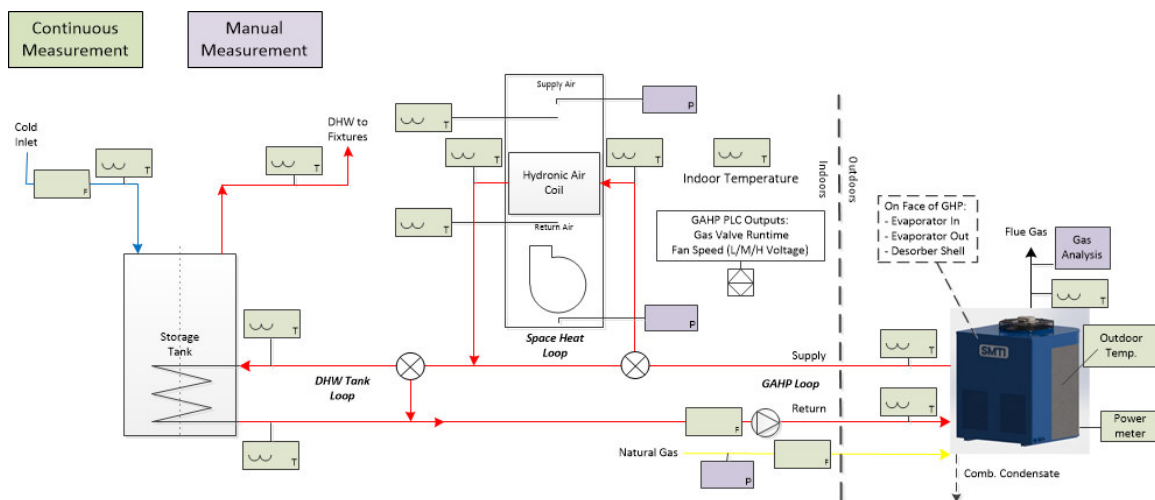 Continuous
Measurement
Manual
Measurement
Supply Air
P
T
Cold
Inlet
DHW to
Fixtures
T
T
F
T
T
T
Hydronic Air
Coil
Indoor Temperature
Indoors
Outdoors
On Face of GHP:
- Evaporator In
- Evaporator Out
- Desorber Shell
Flue Gas
Gas
Analysis
T
Return Air
T
GAHP PLC Outputs:
Gas Valve Runtime
Fan Speed (L/M/H Voltage)
P
Storage
Tank
T
Space Heat
Loop
DHW Tank
Loop
GAHP Loop
Supply
T
SMTI
Outdoor
Temp.
T
F
Return
T
Power
meter
Natural Gas
P
F
Comb. Condensate